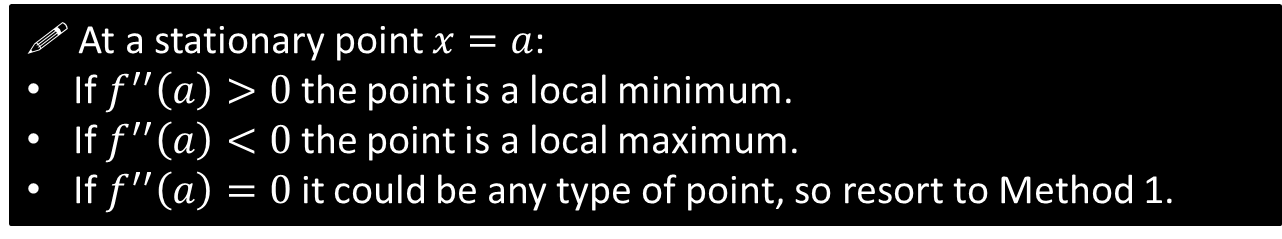 ✏ At a stationary point 𝑥 = 𝑎:
• If 𝑓′′(𝑎) > 0 the point is a local minimum.
• If 𝑓′′(𝑎) < 0 the point is a local maximum.
• If 𝑓′′(𝑎) = 0 it could be any type of point, so resort to Method 1.